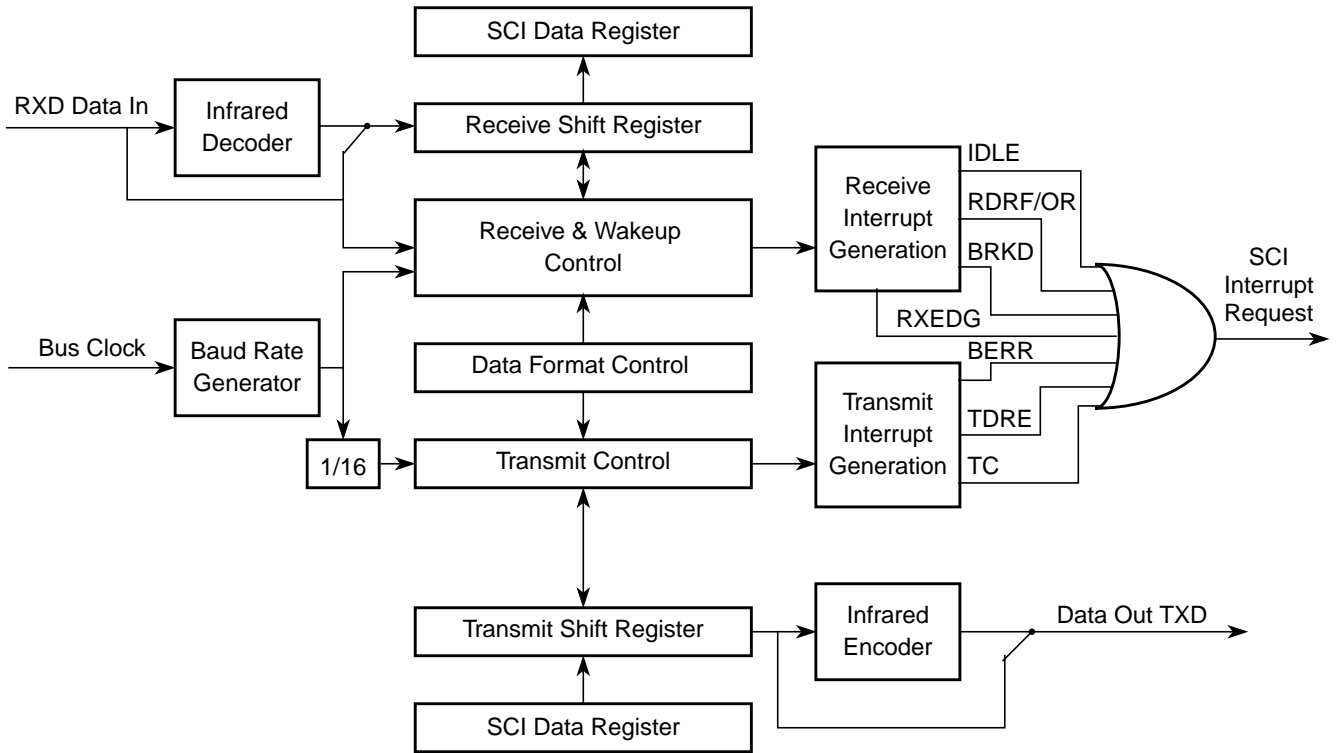 SCI Data Register
RXD Data In
Infrared
Decoder
Receive Shift Register
Receive & Wakeup
Control
Receive
Interrupt
Generation
IDLE
RDRF/OR
BRKD
RXEDG
SCI
Interrupt
Request
Bus Clock
Baud Rate
Generator
Data Format Control
1/16
Transmit Control
Transmit
Interrupt
Generation
BERR
TDRE
TC
Transmit Shift Register
Infrared
Encoder
Data Out TXD
SCI Data Register